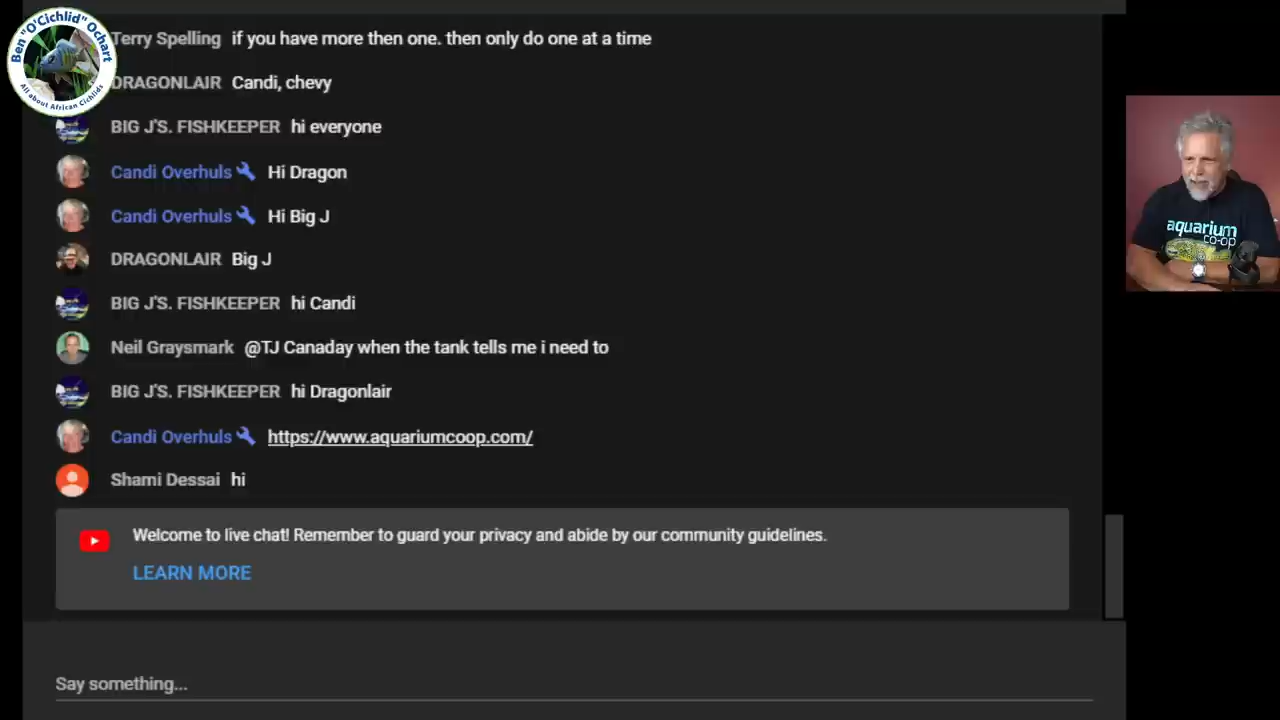 Ben "O'Cichlid" Ochart
All about African Cichlids
Terry Spelling if you have more then one. then only do one at a time
DRAGONLAIR Candi, chevy
BIG J'S. FISHKEEPER hi everyone
Candi Overhuls Hi Dragon
Candi Overhuls Hi Big J
DRAGONLAIR Big J
BIG J'S. FISHKEEPER hi Candi
Neil Graysmark @TJ Canaday when the tank tells me i need to
BIG J'S. FISHKEEPER hi Dragonlair
Candi Overhuls https://www.aquariumcoop.com/
Shami Dessai hi
Welcome to live chat! Remember to guard your privacy and abide by our community guidelines.
LEARN MORE
Say something...
aquarium
co-op